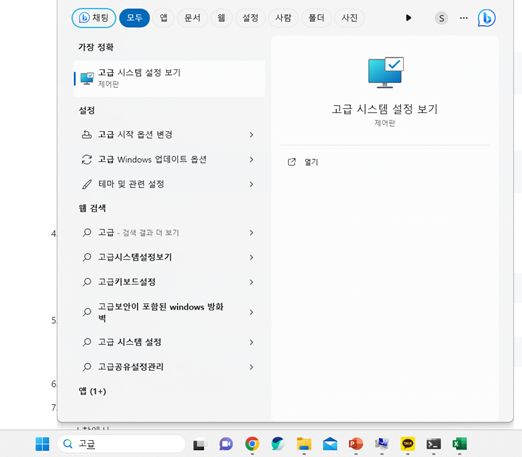 채팅 모두 앱 문서 웹 설정 사람 폴더 사진 S
가장 정확
고급 시스템 설정 보기
제어판
설정
고급 시작 옵션 변경
고급 Windows 업데이트 옵션
테마 및 관련 설정
웹 검색
고급 - 검색 결과 더 보기
고급시스템설정보기
고급키보드설정
고급보안이 포함된 windows 방화
벽
고급 시스템 설정
고급공유설정관리
앱 (1+)
고급 시스템 설정 보기
제어판
열기
4.
5.
6.
7.
고급